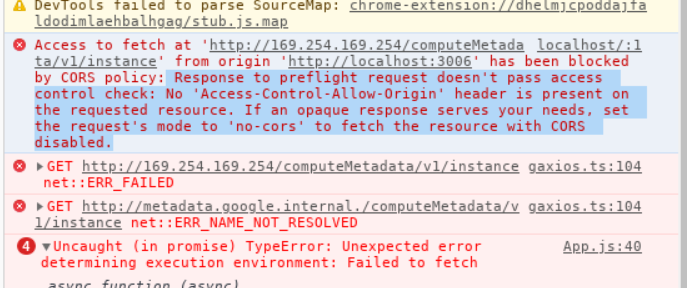 DevTools failed to parse SourceMap: chrome-extension://dhelmjcpoddajfa
ldodimlaehbalhgag/stub.js.map
Access to fetch at 'http://169.254.169.254/computeMetada localhost/:1
ta/v1/instance' from origin 'http://localhost:3006' has been blocked
by CORS policy: Response to preflight request doesn't pass access
control check: No 'Access-Control-Allow-Origin' header is present on
the requested resource. If an opaque response serves your needs, set
the request's mode to 'no-cors' to fetch the resource with CORS
disabled.
▶GET http://169.254.169.254/computeMetadata/v1/instance gaxios.ts:104
net::ERR_FAILED
▶GET http://metadata.google.internal./computeMetadata/v gaxios.ts:104
1/instance net::ERR_NAME_NOT_RESOLVED
4 ▼Uncaught (in promise) TypeError: Unexpected error App.js:40
determining execution environment: Failed to fetch
async function (async)